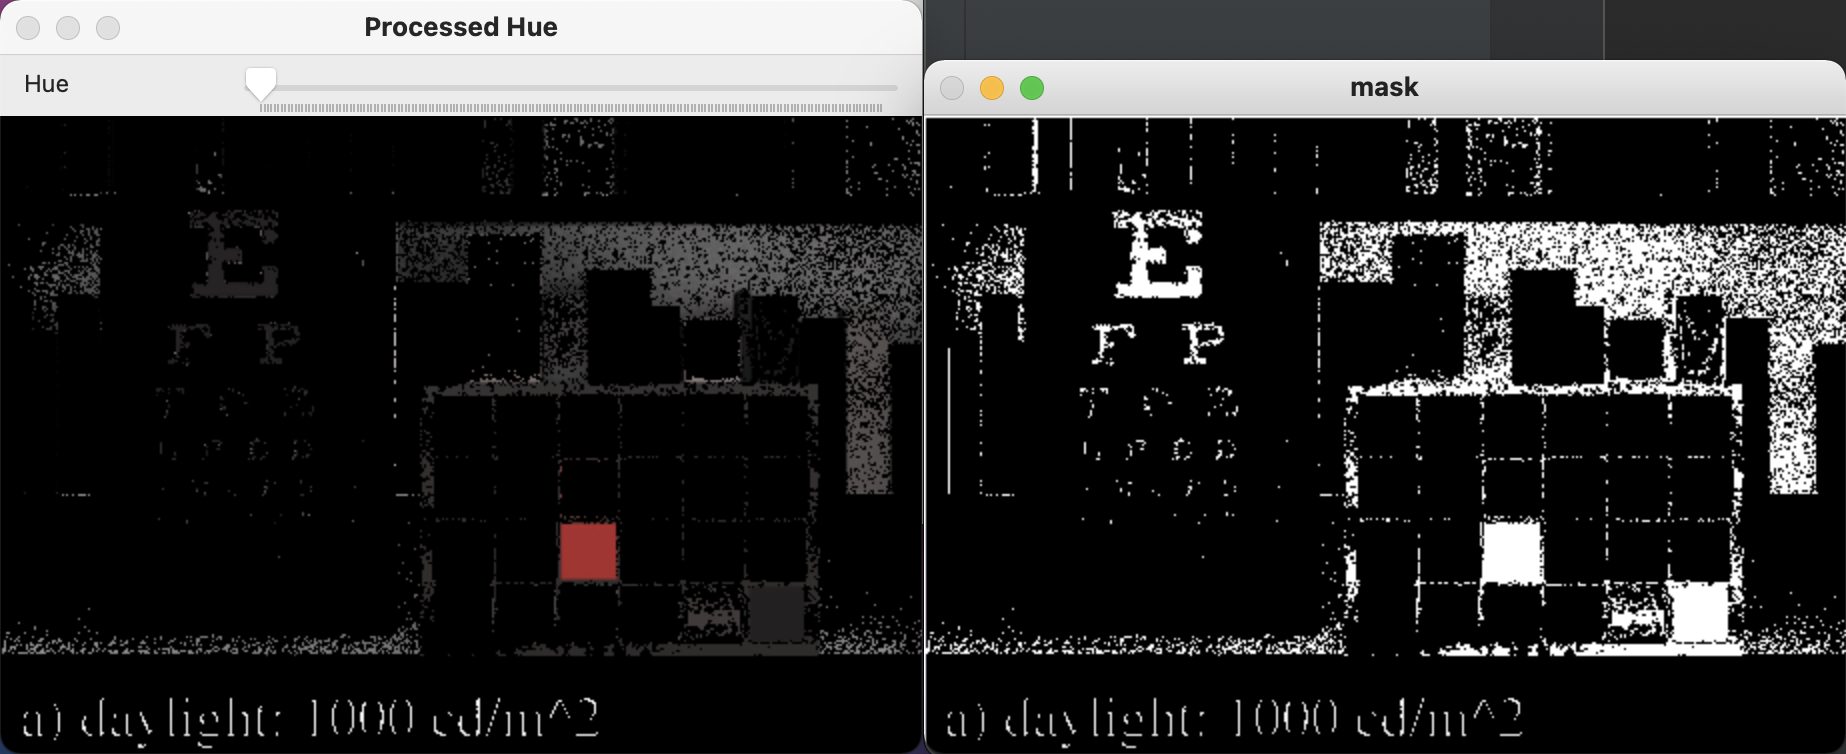 Processed Hue
Hue
E
F P
a) daylight: 1000 cd/m^2
mask
E
F P
a) daylight: 1000 cd/m^2